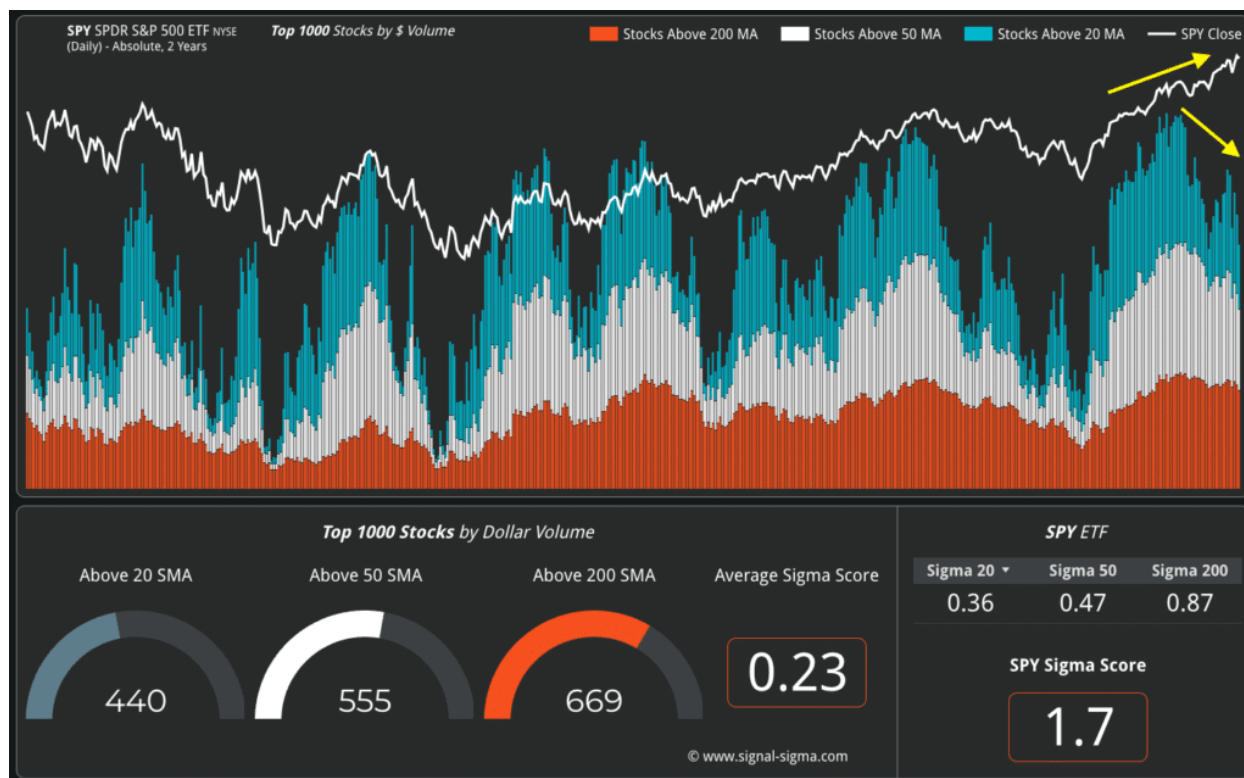 SPY SPDR S&P 500 ETF NYSE
(Daily) - Absolute, 2 Years
Top 1000 Stocks by $ Volume
Stocks Above 200 MA
Stocks Above 50 MA
Stocks Above 20 MA
SPY Close
Top 1000 Stocks by Dollar Volume
Above 20 SMA
Above 50 SMA
Above 200 SMA
Average Sigma Score
440
555
669
0.23
© www.signal-sigma.com
SPY ETF
Sigma 20 ▾ Sigma 50 Sigma 200
0.36 0.47 0.87
SPY Sigma Score
1.7